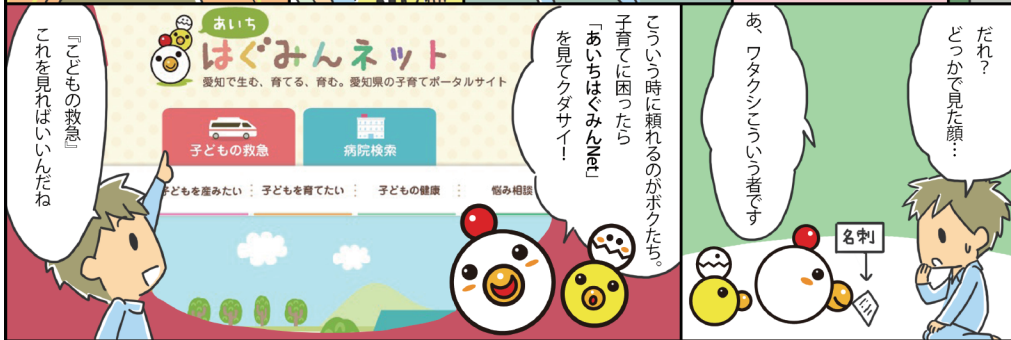 だれ？
どっかで見た顔…
あ、ワタクシこういう者です
名刺
こういう時に頼れるのがボクたち。
子育てに困ったら
「あいちはぐみんNet」
を見てクダサイ！
あいち
はぐみんネット
愛知で生む、育てる、育む。愛知県の子育てポータルサイト
子どもの救急
病院検索
子どもを産みたい
子どもを育てたい
子どもの健康
悩み相談
『こどもの救急』
これを見ればいいんだね